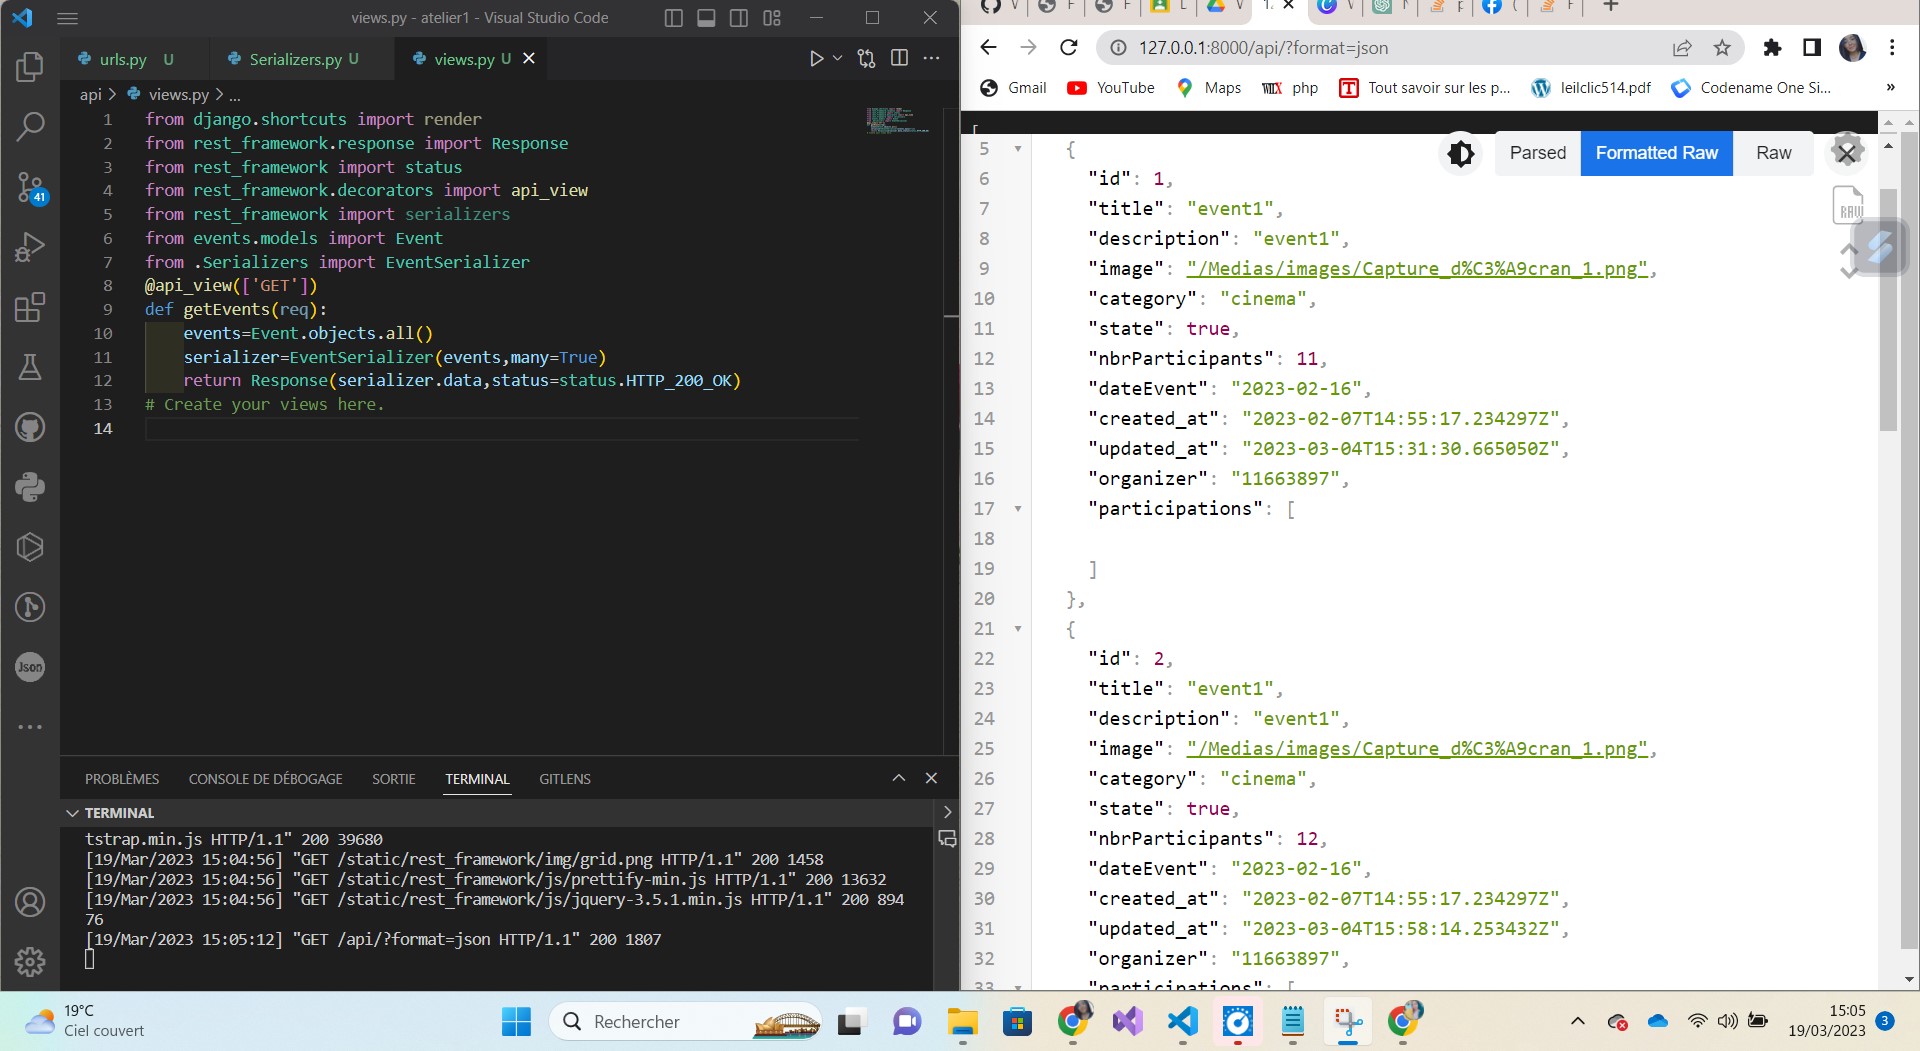 views.py - atelier1 - Visual Studio Code
urls.py U
Serializers.py U
views.py U
api > views.py > ...
1 from django.shortcuts import render
2 from rest_framework.response import Response
3 from rest_framework import status
4 from rest_framework.decorators import api_view
5 from rest_framework import serializers
6 from events.models import Event
7 from .Serializers import EventSerializer
8 @api_view(['GET'])
9 def getEvents(req):
10 events=Event.objects.all()
11 serializer=EventSerializer(events,many=True)
12 return Response(serializer.data,status=status.HTTP_200_OK)
13 # Create your views here.
14
41
Json
PROBLÈMES CONSOLE DE DÉBOGAGE SORTIE TERMINAL GITLENS
TERMINAL
tstrap.min.js HTTP/1.1" 200 39680
[19/Mar/2023 15:04:56] "GET /static/rest_framework/img/grid.png HTTP/1.1" 200 1458
[19/Mar/2023 15:04:56] "GET /static/rest_framework/js/prettify-min.js HTTP/1.1" 200 13632
[19/Mar/2023 15:04:56] "GET /static/rest_framework/js/jquery-3.5.1.min.js HTTP/1.1" 200 894
76
[19/Mar/2023 15:05:12] "GET /api/?format=json HTTP/1.1" 200 1807
127.0.0.1:8000/api/?format=json
Gmail YouTube Maps WIX php Tout savoir sur les p... leilclic514.pdf Codename One Si... »
Parsed Formatted Raw Raw
RAW
5 {
6 "id": 1,
7 "title": "event1",
8 "description": "event1",
9 "image": "/Medias/images/Capture_d%C3%A9cran_1.png",
10 "category": "cinema",
11 "state": true,
12 "nbrParticipants": 11,
13 "dateEvent": "2023-02-16",
14 "created_at": "2023-02-07T14:55:17.234297Z",
15 "updated_at": "2023-03-04T15:31:30.665050Z",
16 "organizer": "11663897",
17 "participations": [
18
19 ]
20 },
21 {
22 "id": 2,
23 "title": "event1",
24 "description": "event1",
25 "image": "/Medias/images/Capture_d%C3%A9cran_1.png",
26 "category": "cinema",
27 "state": true,
28 "nbrParticipants": 12,
29 "dateEvent": "2023-02-16",
30 "created_at": "2023-02-07T14:55:17.234297Z",
31 "updated_at": "2023-03-04T15:58:14.253432Z",
32 "organizer": "11663897",
33 "participations": [
19°C
Ciel couvert
Rechercher
15:05
19/03/2023
3